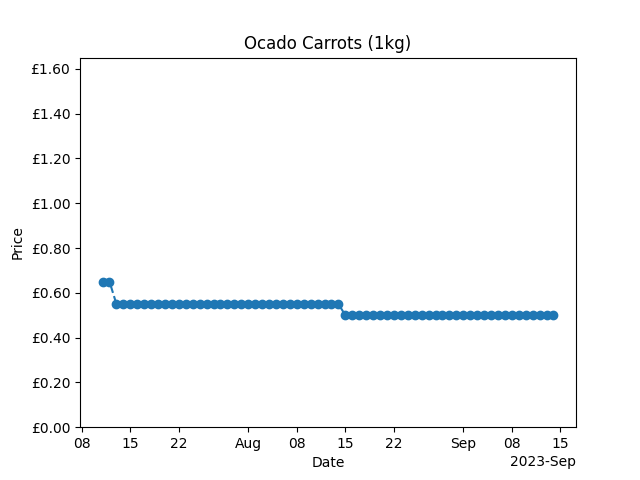 Ocado Carrots (1kg)
£1.60
£1.40
£1.20
£1.00
£0.80
£0.60
£0.40
£0.20
£0.00
Price
08 15 22 Aug 08 15 22 Sep 08 15
Date
2023-Sep